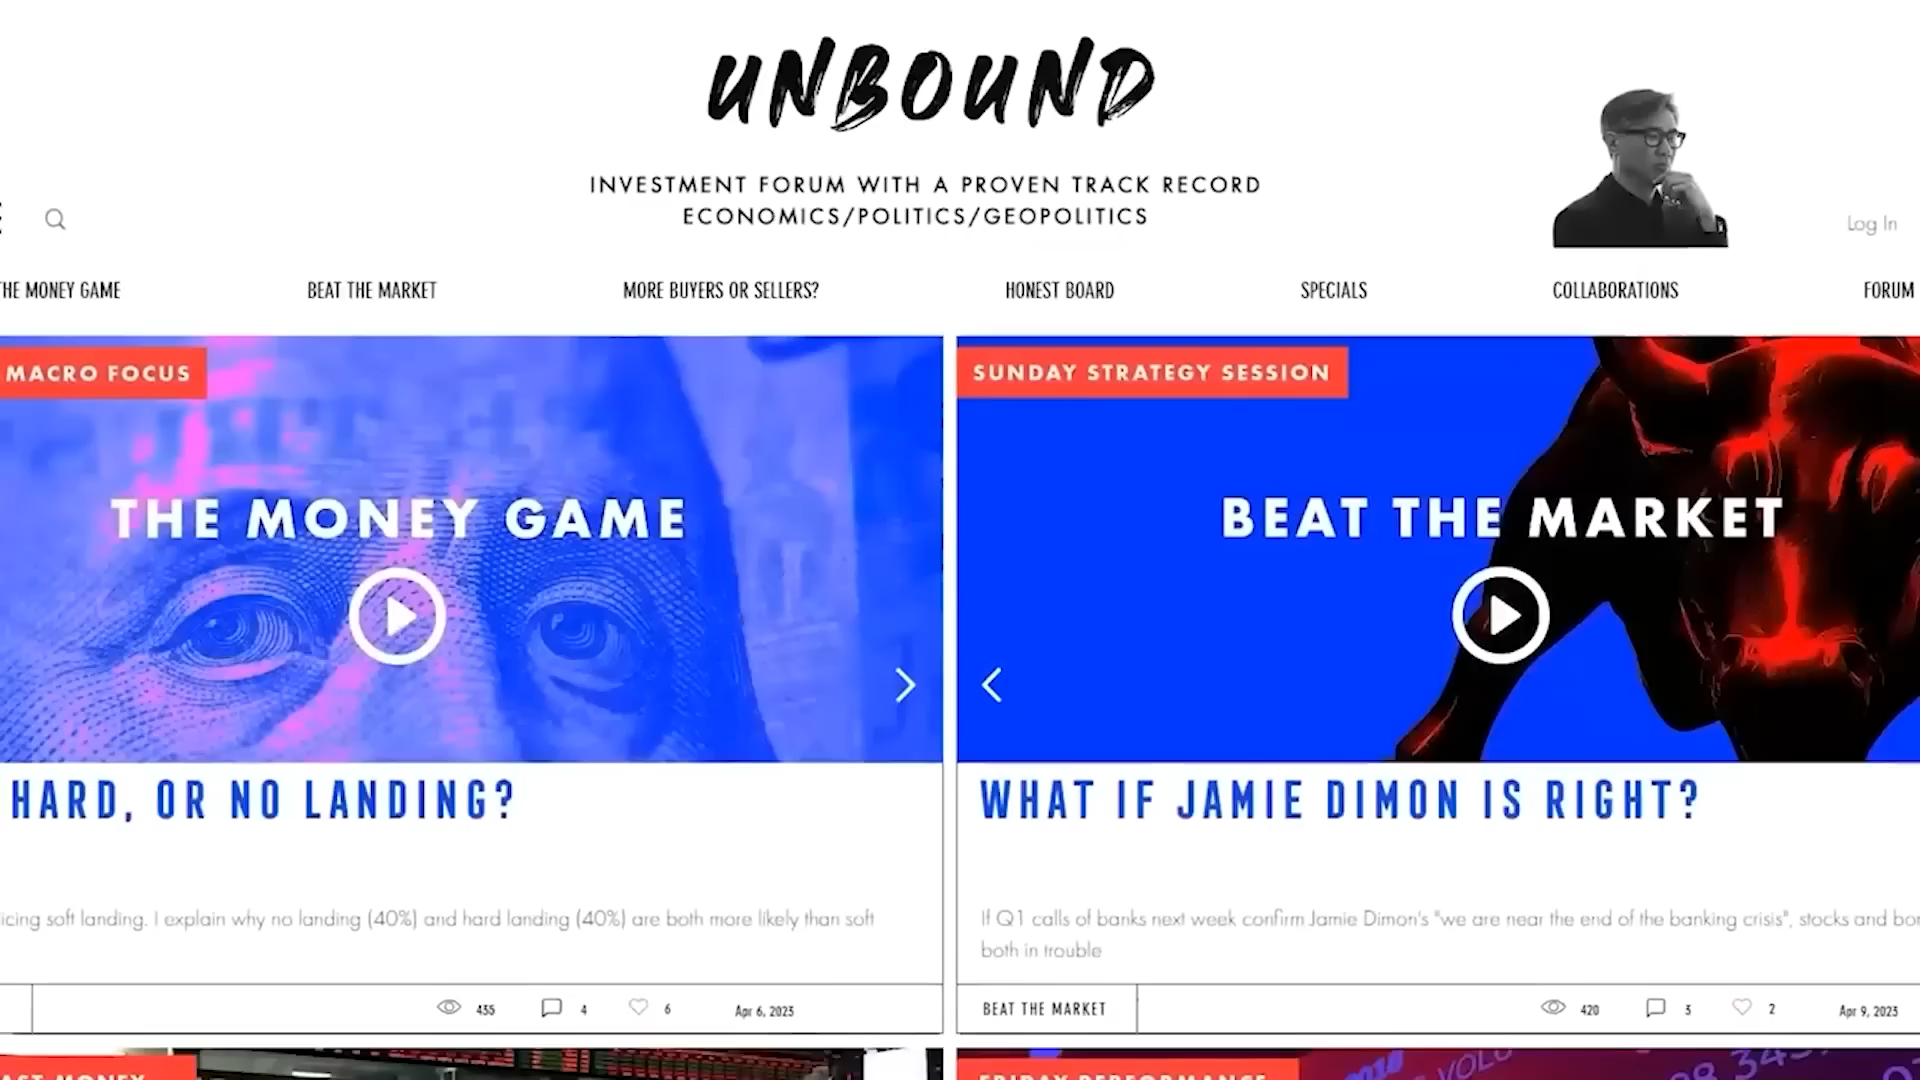 UNBOUND
INVESTMENT FORUM WITH A PROVEN TRACK RECORD
ECONOMICS/POLITICS/GEOPOLITICS
Log In
THE MONEY GAME
BEAT THE MARKET
MORE BUYERS OR SELLERS?
HONEST BOARD
SPECIALS
COLLABORATIONS
FORUM
MACRO FOCUS
THE MONEY GAME
HARD, OR NO LANDING?
soft landing. I explain why no landing (40%) and hard landing (40%) are both more likely than soft
435
4
6
Apr 6, 2023
SUNDAY STRATEGY SESSION
BEAT THE MARKET
WHAT IF JAMIE DIMON IS RIGHT?
If Q1 calls of banks next week confirm Jamie Dimon's "we are near the end of the banking crisis", stocks and
both in trouble
BEAT THE MARKET
420
3
2
Apr 9, 2023
MONEY
FRIDAY PERFORMANCE